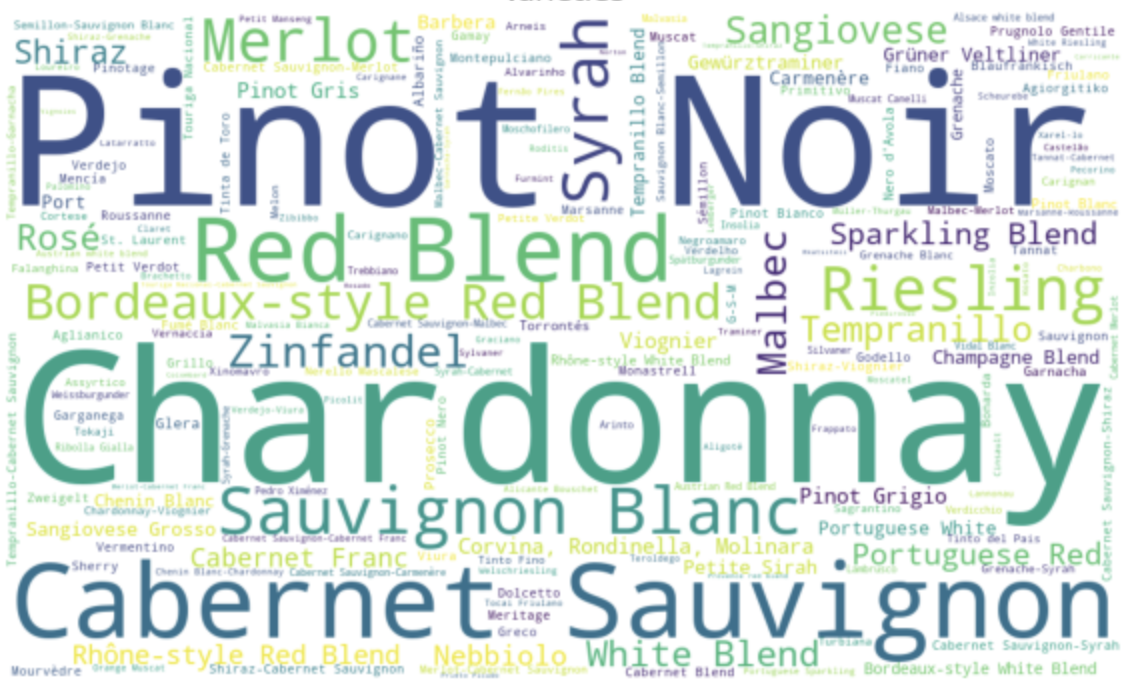 Semillon-Sauvignon Blanc
Petit Manseng
Merlot
Barbera
Arneis
Malvasia
Sangiovese
Alsace white blend
Prugnolo Gentile
Shiraz
Shiraz-Grenache
Touriga Nacional
Gamay
Syrah
Muscat
White Riesling
Grüner Veltliner
Montepulciano
Pinotage
Cabernet Sauvignon-Merlot
Albariño
Alvarinho
Gewürztraminer
Fiano
Blaufränkisch
Friulano
Carignane
Carmenère
Primitivo
Agiorgitiko
Pinot Gris
Fernão Pires
Muscat Canelli
Scheurebe
Grenache
Pinot Noir
Tempranillo-Garnacha
Latarratto
Tinta de Toro
Malbec-Cabernet Sauvignon
Moschofilero
Roditis
Tempranillo Blend
Sauvignon Blanc-Semillon
Nero d'Avola
Moscato
Xarel-lo
Castelão
Tannat-Cabernet
Pecorino
Verdejo
Mencía
Palomino
Furmint
Carignan
Port
Melon
Sémillon
Pinot Blanc
Cortese
Roussanne
Zibibbo
Petite Verdot
Marsanne
Pinot Bianco
Müller-Thurgau
Malbec-Merlot
Marsanne-Roussanne
Claret
Insolia
Rosé
St. Laurent
Red Blend
Carignano
Negroamaro
Verdelho
Malbec
Sparkling Blend
Tannat
Austrian white blend
Spätburgunder
Grenache Blanc
Falanghina
Petit Verdot
Brachetto
Trebbiano
Lagrein
Riesling
Bordeaux-style Red Blend
G-S-M
Fumé Blanc
Malvasia Bianca
Cabernet Sauvignon-Malbec
Torrontés
Traminer
Tempranillo
Aglianico
Vernaccia
Zinfandel
Graciano
Viognier
Sauvignon
Cabernet Merlot
Sylvaner
Silvaner
Vidal Blanc
Grillo
Rhône-style White Blend
Godello
Champagne Blend
Xinomavro
Nerello Mascalese
Syrah-Cabernet
Monastrell
Shiraz-Viognier
Garnacha
Chardonnay
Tempranillo-Cabernet Sauvignon
Assyrtico
Weissburgunder
Picolit
Moscatel
Bonarda
Garganega
Verdejo-Viura
Tokaji
Glera
Syrah-Grenache
Prosecco
Pinot Nero
Arinto
Frappato
Ribolla Gialla
Aligoté
Cinsault
Cabernet Sauvignon-Shiraz
Zweigelt
Chenin Blanc
Pedro Ximénez
Alicante Bouschet
Austrian Red Blend
Pinot Grigio
Chardonnay-Viognier
Sauvignon Blanc
Sagrantino
Verdicchio
Sangiovese Grosso
Portuguese White
Cabernet Sauvignon-Cabernet Franc
Tinto del Pais
Vermentino
Cabernet Franc
Viura
Corvina, Rondinella, Molinara
Portuguese Red
Sherry
Tinto Fino
Teroldego
Petite Sirah
Lambrusco
Grenache-Syrah
Chenin Blanc-Chardonnay
Cabernet Sauvignon-Carmenère
Welschriesling
Cabernet Sauvignon
Dolcetto
Tocai Friulano
Meritage
Greco
Turbiana
Cabernet Sauvignon-Syrah
Rhône-style Red Blend
Nebbiolo
White Blend
Mourvèdre
Orange Muscat
Shiraz-Cabernet Sauvignon
Merlot-Cabernet Sauvignon
Prieto Picudo
Cabernet Blend
Portuguese Sparkling
Bordeaux-style White Blend